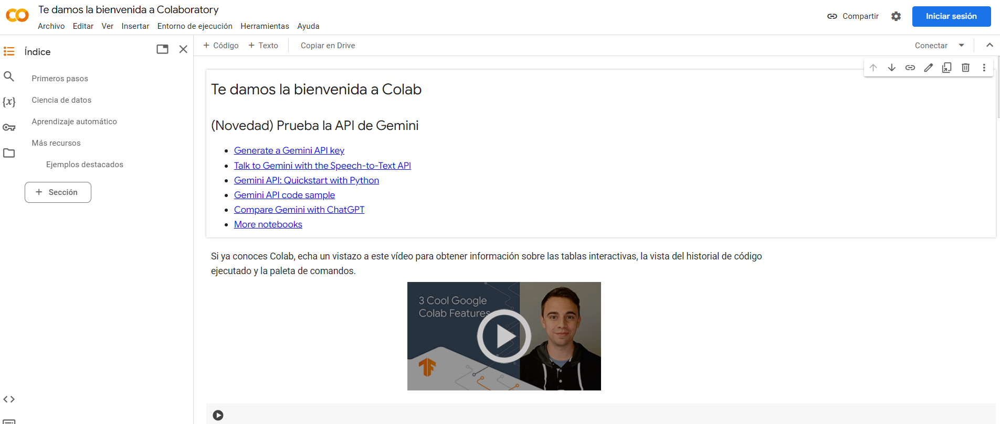 Te damos la bienvenida a Colaboratory
Archivo Editar Ver Insertar Entorno de ejecución Herramientas Ayuda
Compartir
Iniciar sesión
Índice
Primeros pasos
Ciencia de datos
Aprendizaje automático
Más recursos
Ejemplos destacados
+ Sección
{x}
+ Código + Texto Copiar en Drive
Conectar
Te damos la bienvenida a Colab
(Novedad) Prueba la API de Gemini
• Generate a Gemini API key
• Talk to Gemini with the Speech-to-Text API
• Gemini API: Quickstart with Python
• Gemini API code sample
• Compare Gemini with ChatGPT
• More notebooks
Si ya conoces Colab, echa un vistazo a este vídeo para obtener información sobre las tablas interactivas, la vista del historial de código
ejecutado y la paleta de comandos.
3 Cool Google
Colab Features